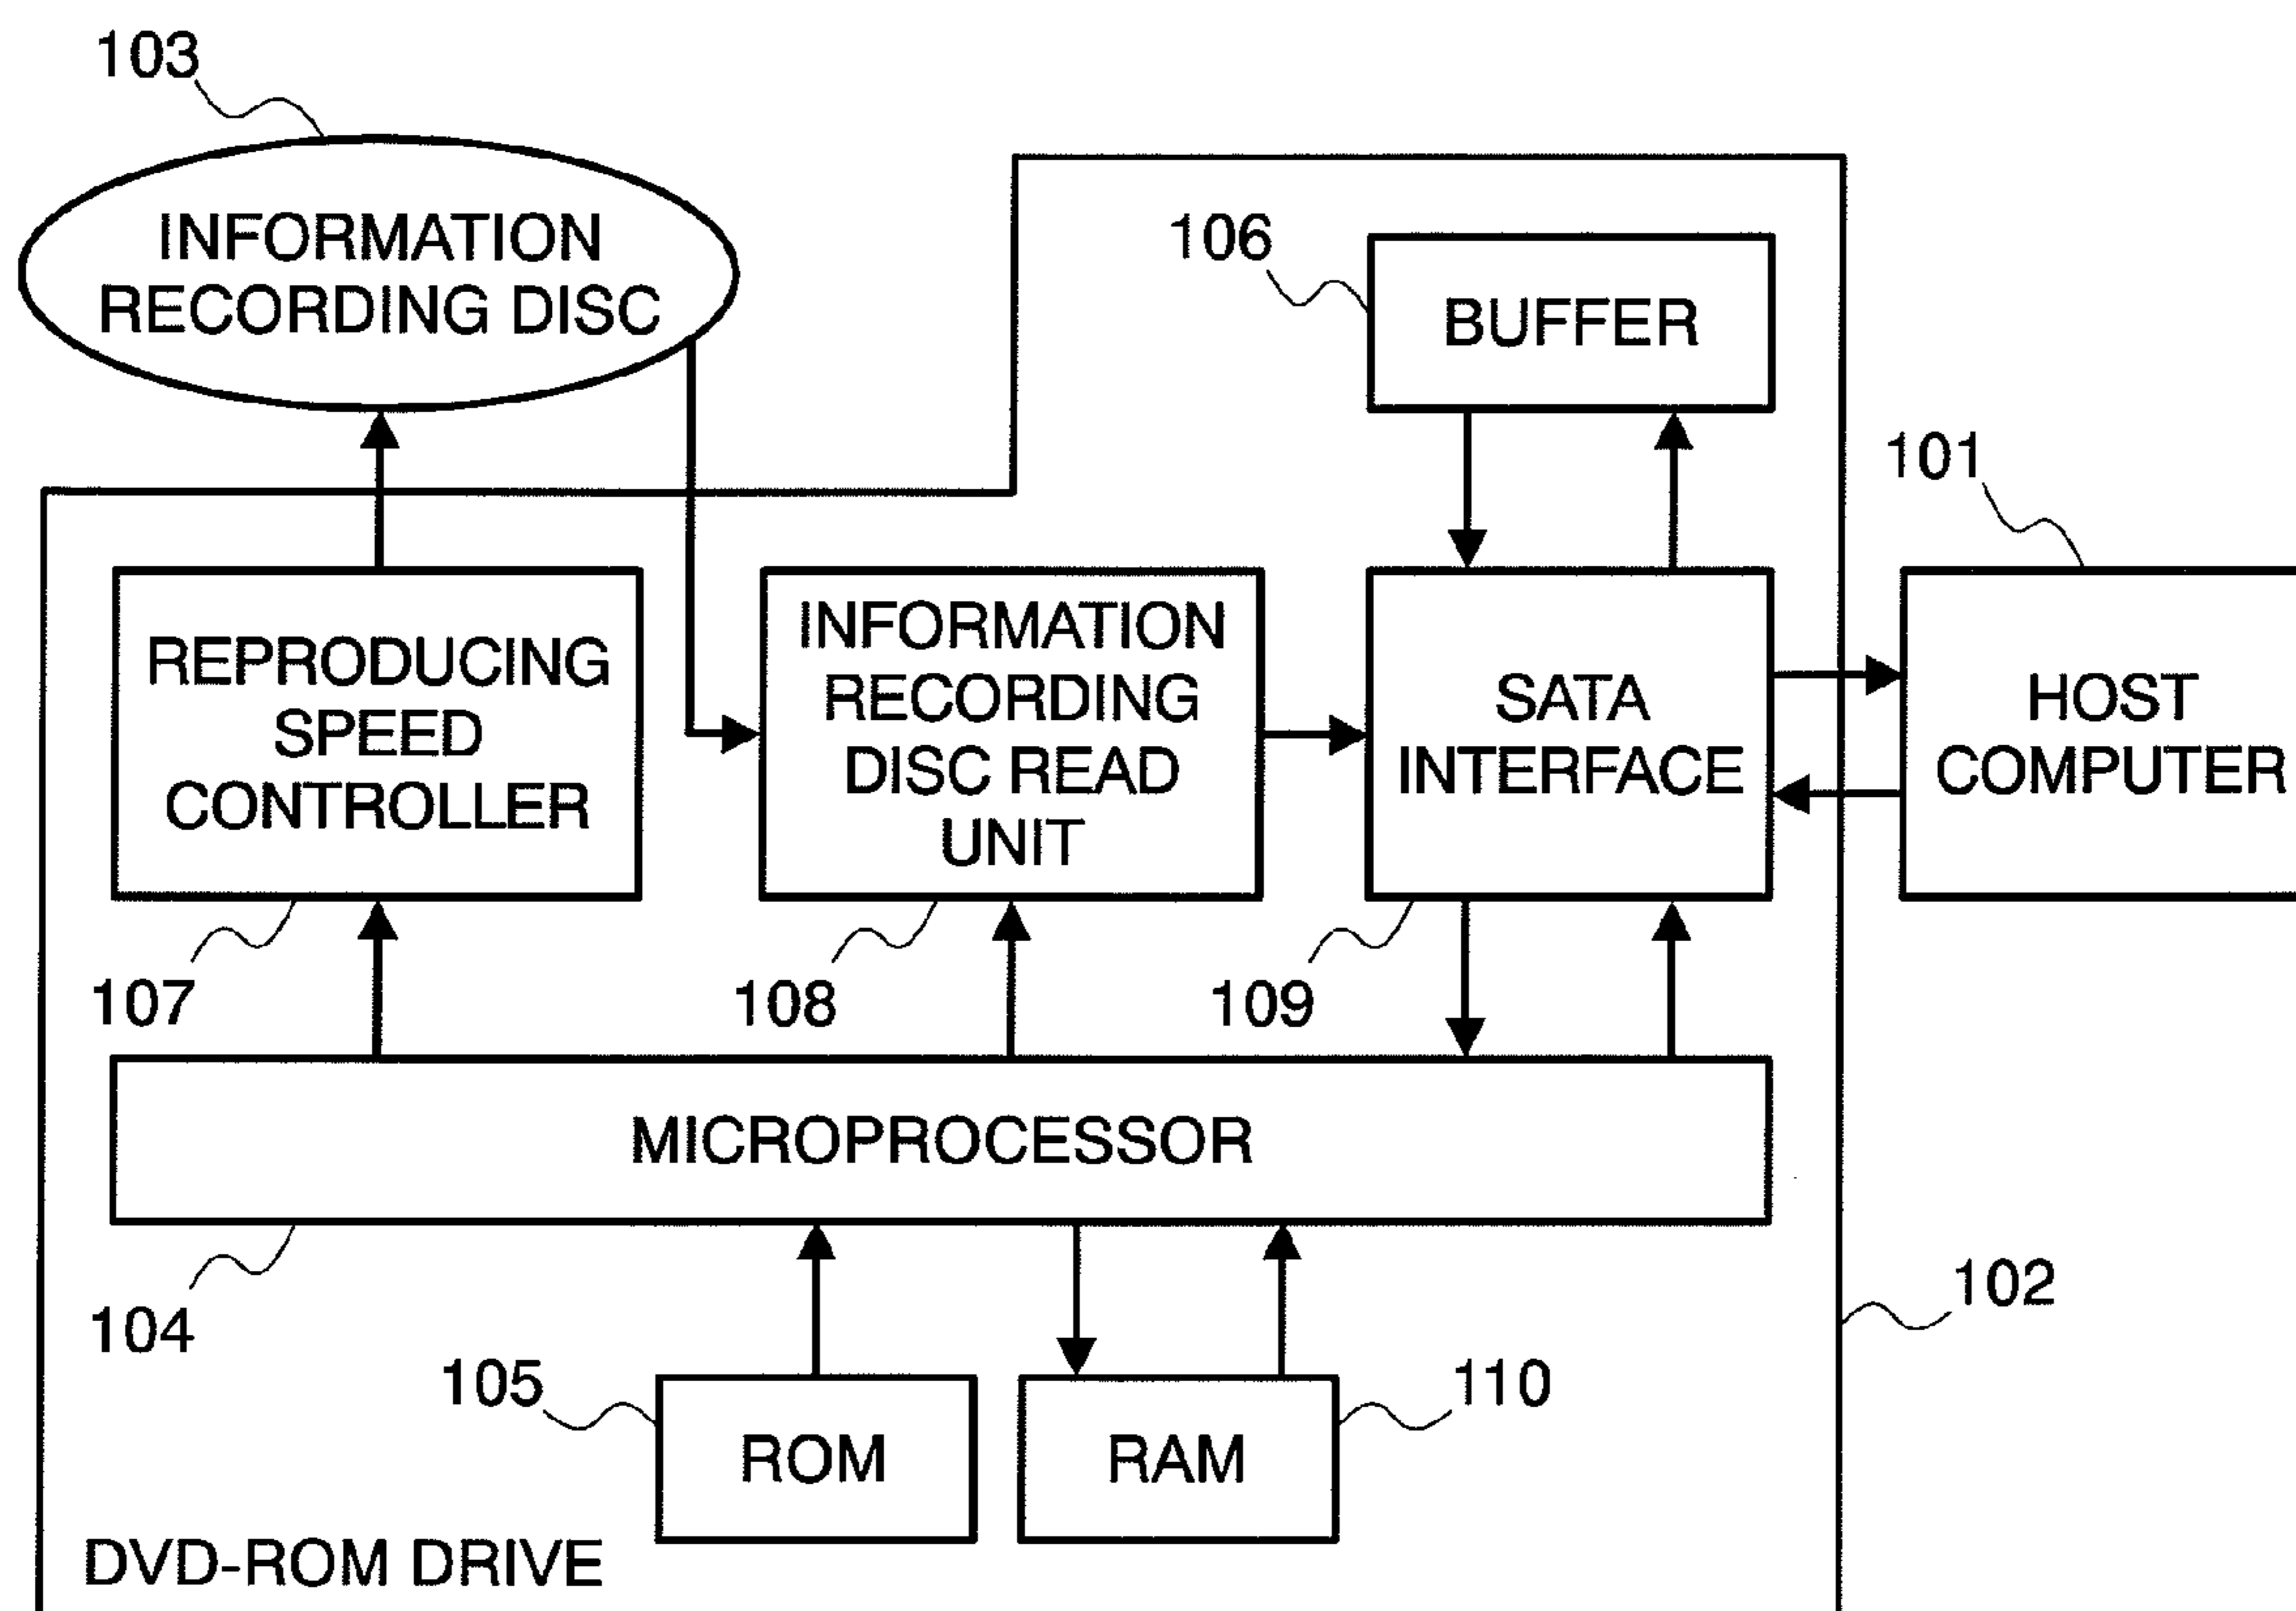 103
INFORMATION
RECORDING DISC
106
BUFFER
101
REPRODUCING
SPEED
CONTROLLER
INFORMATION
RECORDING
DISC READ
UNIT
SATA
INTERFACE
HOST
COMPUTER
107
108
109
MICROPROCESSOR
104
102
105
ROM
RAM
110
DVD-ROM DRIVE